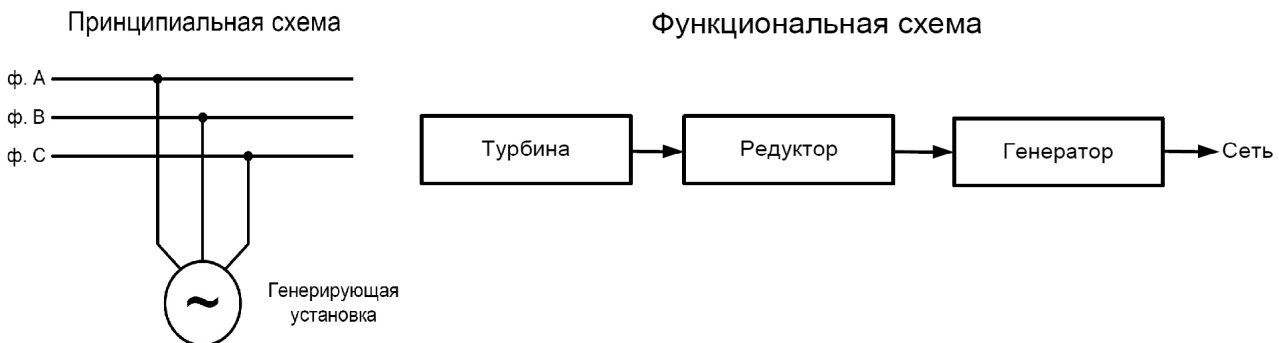 Принципиальная схема
Функциональная схема
ф. А
ф. В
ф. С
Турбина
Редуктор
Генератор
Сеть
~
Генерирующая
установка